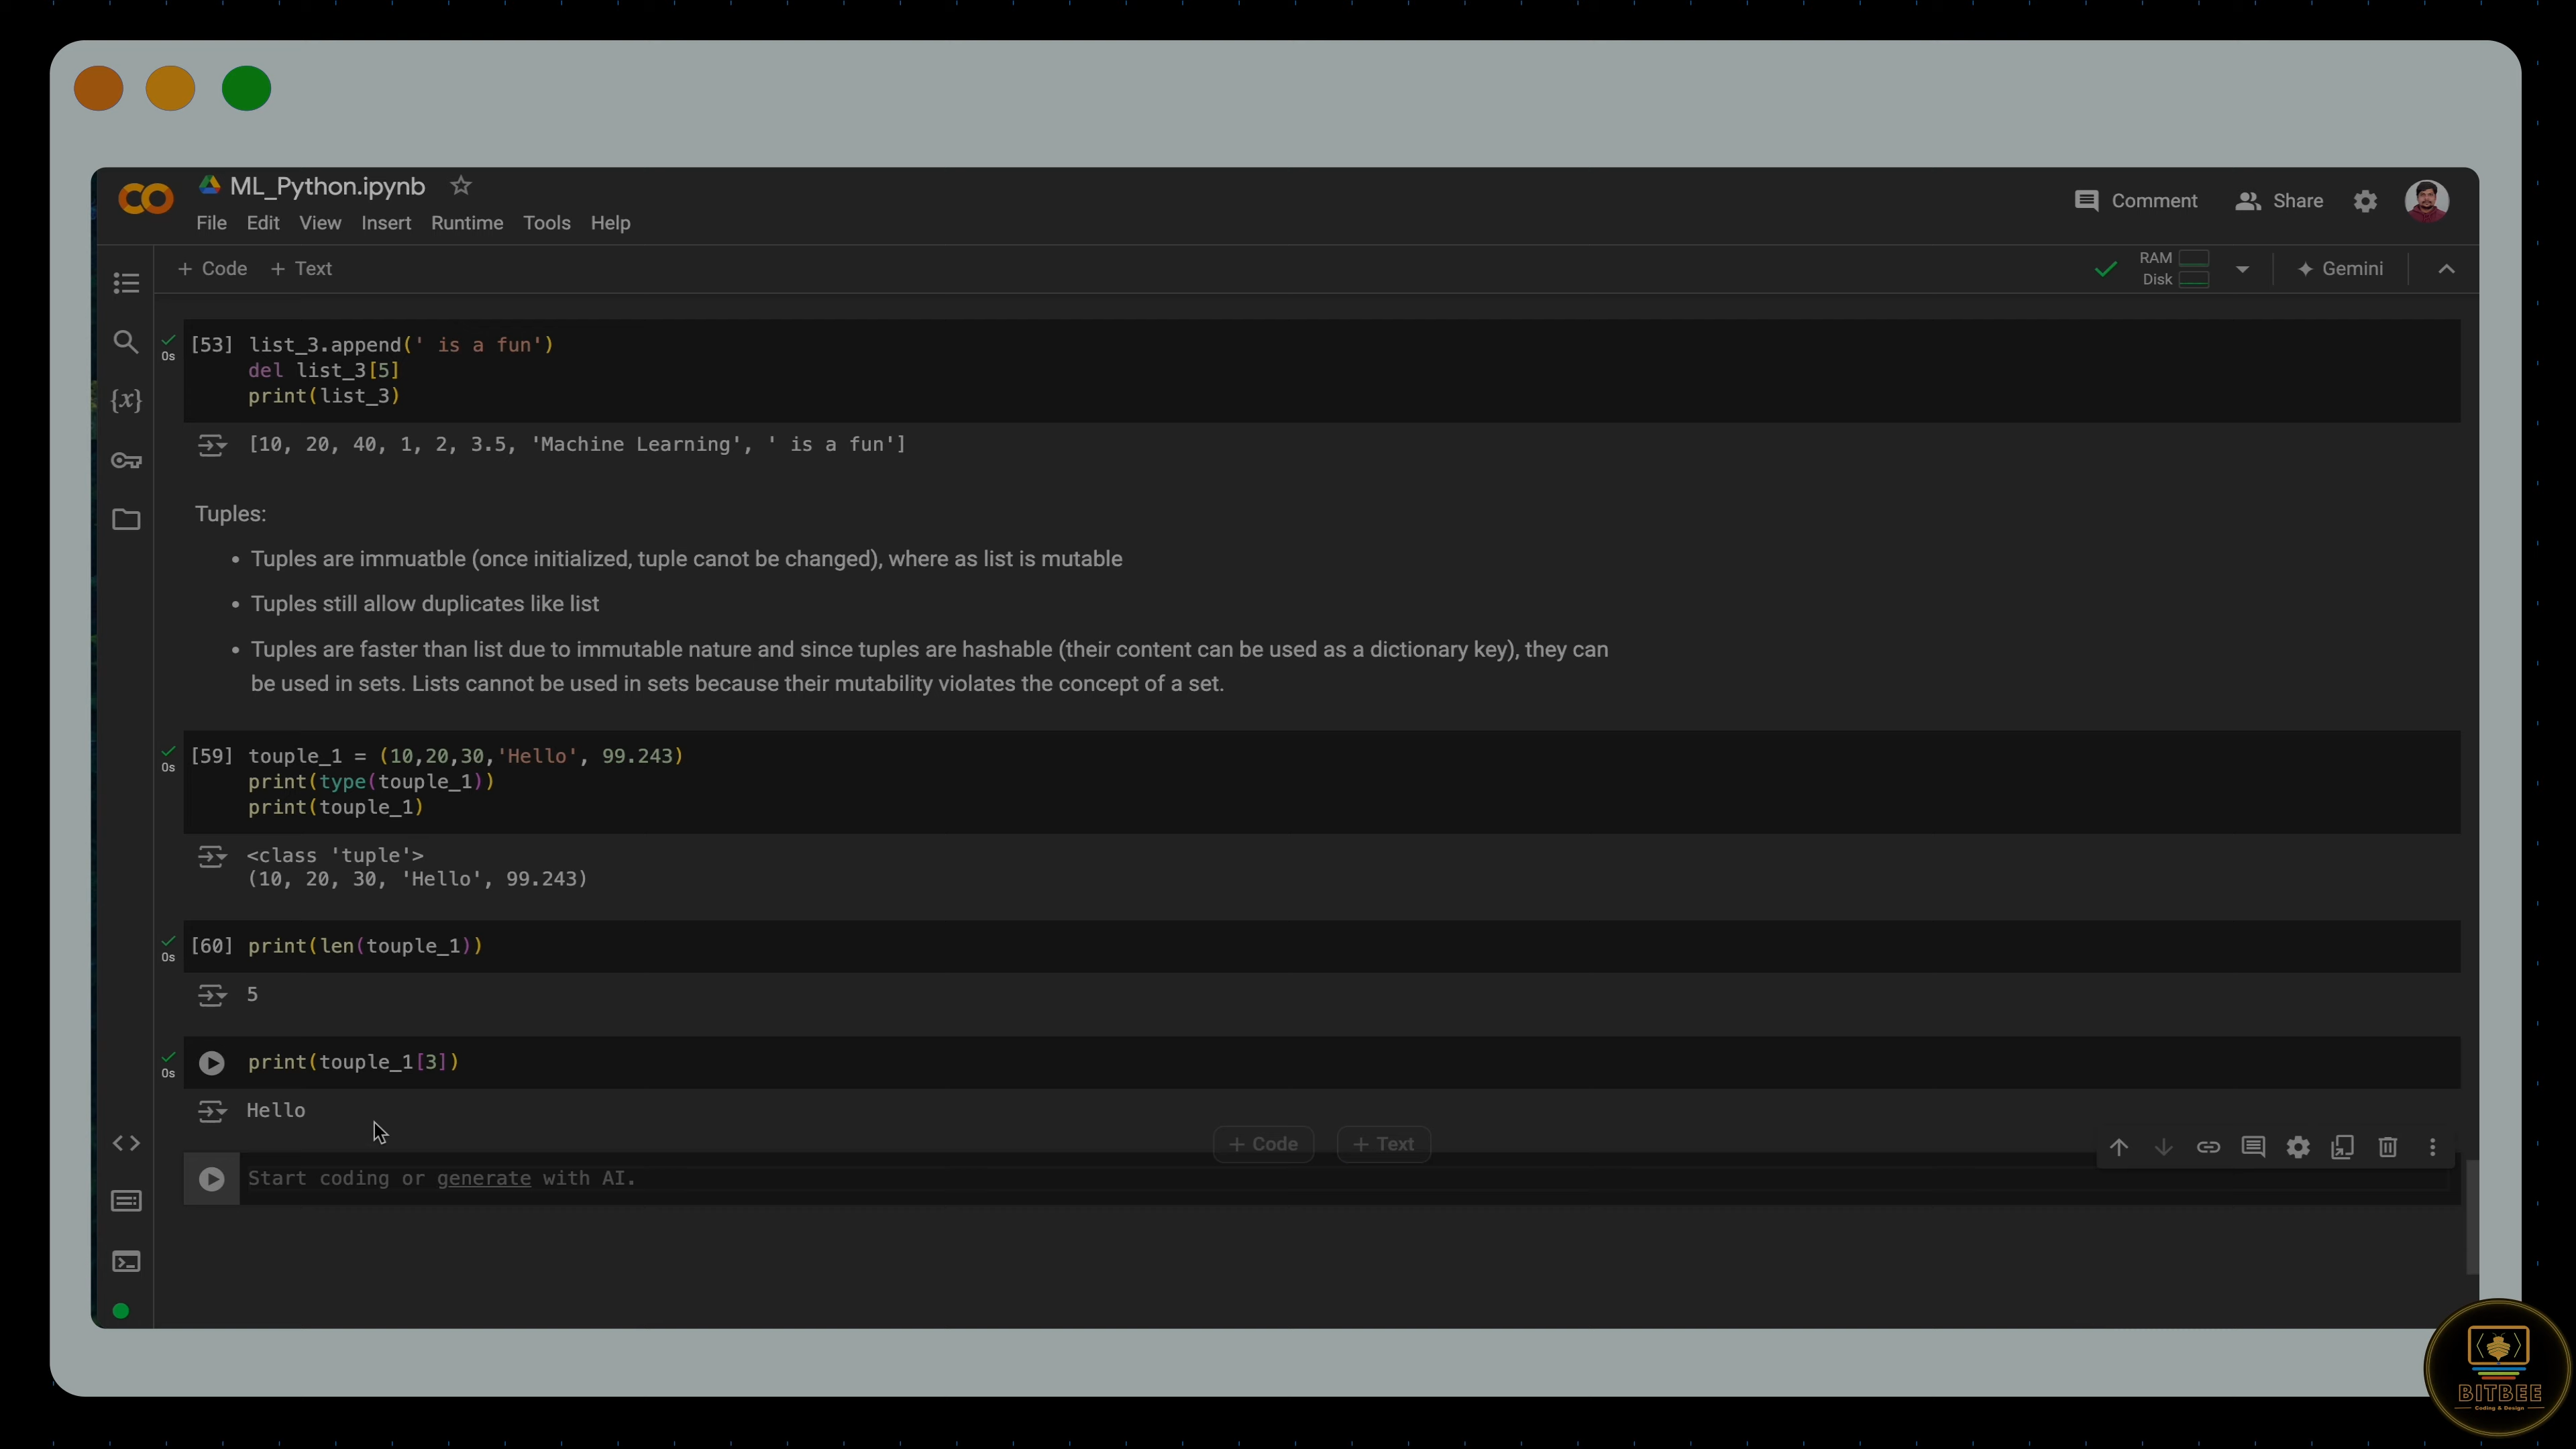 ML_Python.ipynb
File Edit View Insert Runtime Tools Help
Comment Share
+ Code + Text
RAM
Disk
Gemini
[53] list_3.append(' is a fun')
0s
del list_3[5]
print(list_3)
[10, 20, 40, 1, 2, 3.5, 'Machine Learning', ' is a fun']
Tuples:
• Tuples are immuatble (once initialized, tuple canot be changed), where as list is mutable
• Tuples still allow duplicates like list
• Tuples are faster than list due to immutable nature and since tuples are hashable (their content can be used as a dictionary key), they can
be used in sets. Lists cannot be used in sets because their mutability violates the concept of a set.
[59] touple_1 = (10,20,30,'Hello', 99.243)
0s
print(type(touple_1))
print(touple_1)
<class 'tuple'>
(10, 20, 30, 'Hello', 99.243)
[60] print(len(touple_1))
0s
5
print(touple_1[3])
0s
Hello
+ Code + Text
Start coding or generate with AI.
BITBEE
Coding & Design